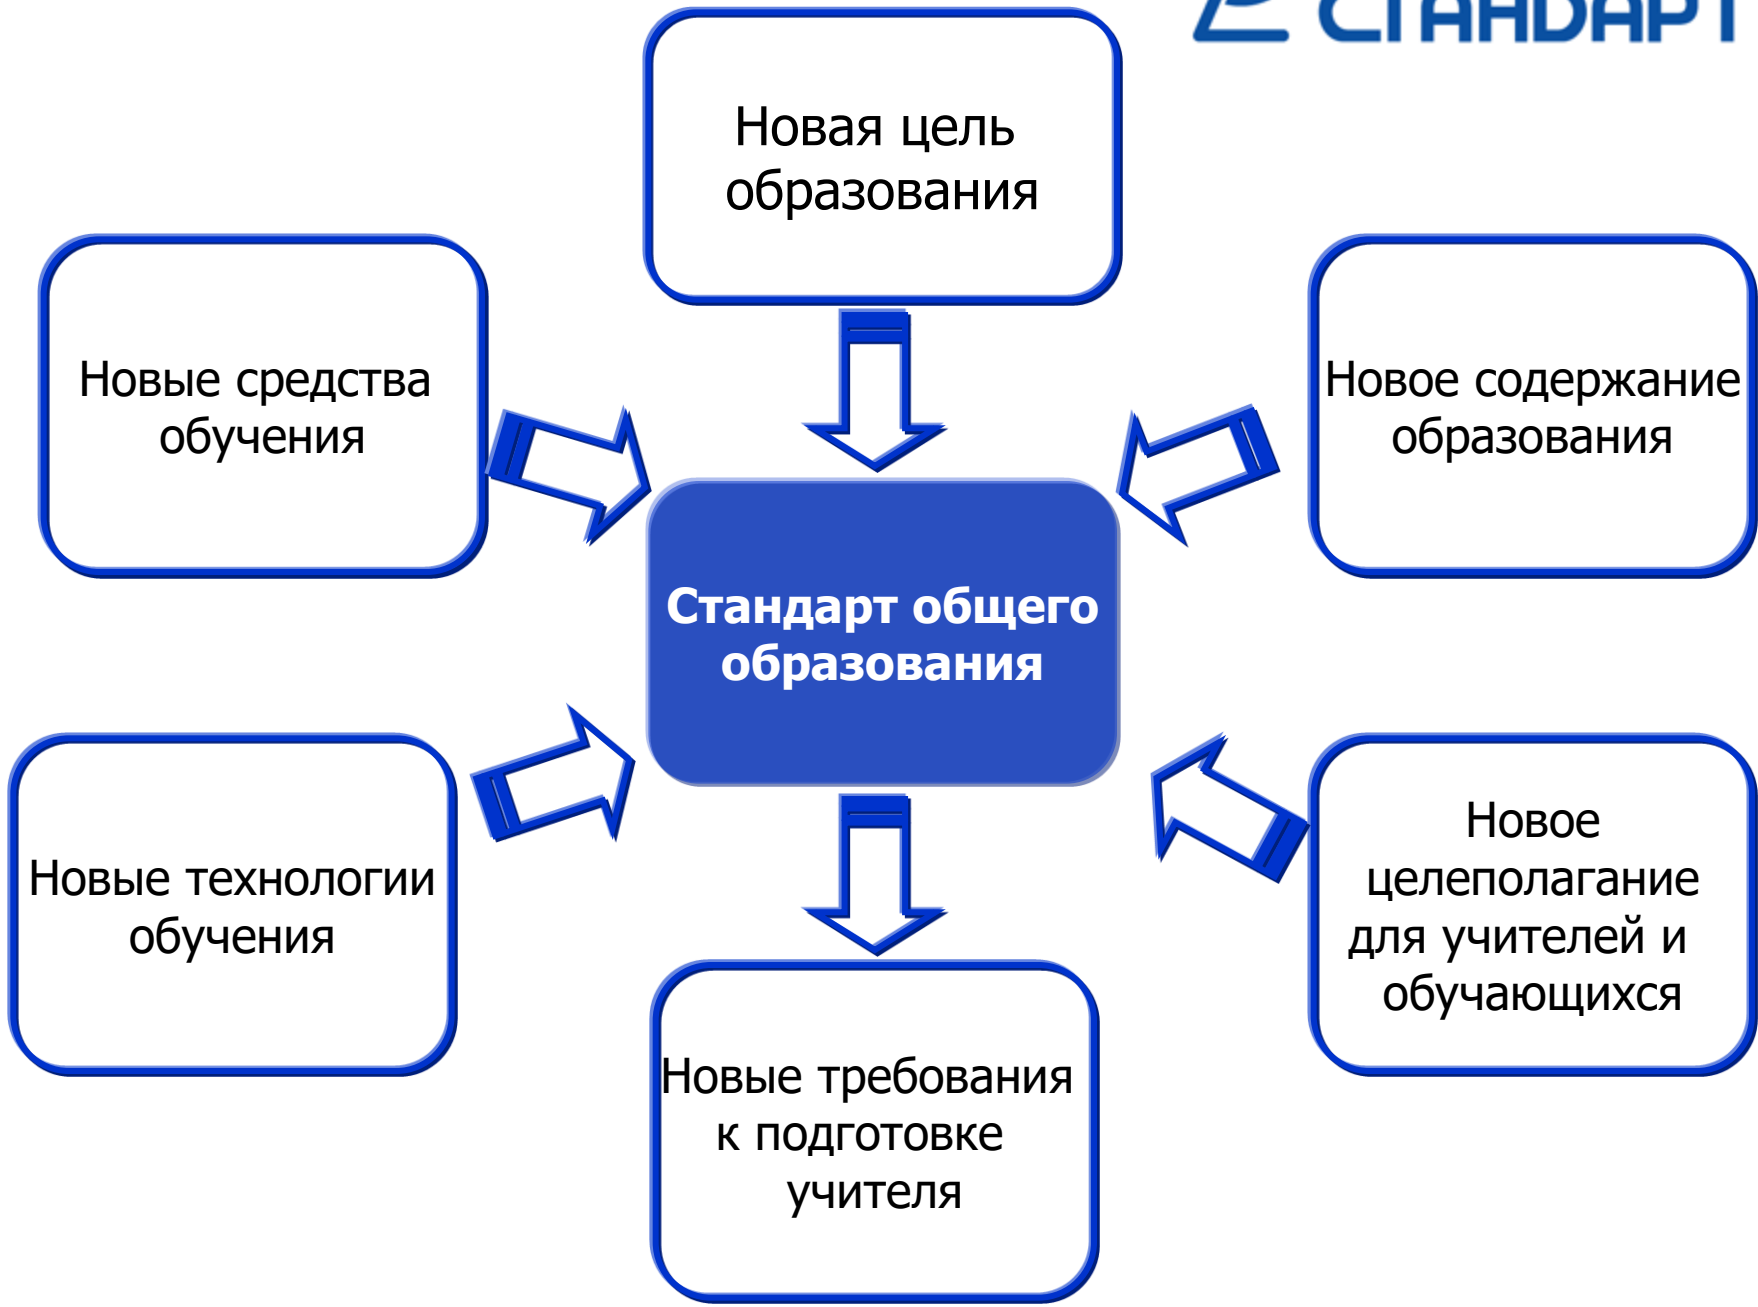 СТАНДАРТ
Новая цель
образования
Новые средства
обучения
Новое содержание
образования
Стандарт общего
образования
Новые технологии
обучения
Новое
целеполагание
для учителей и
обучающихся
Новые требования
к подготовке
учителя